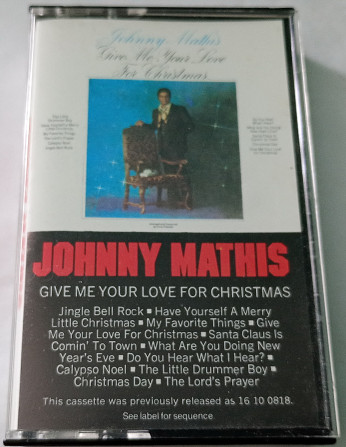 Johnny Mathis
Give Me Your Love
For Christmas
JOHNNY MATHIS
GIVE ME YOUR LOVE FOR CHRISTMAS
Jingle Bell Rock ■ Have Yourself A Merry
Little Christmas ■ My Favorite Things ■ Give
Me Your Love For Christmas ■ Santa Claus Is
Comin' To Town ■ What Are You Doing New
Year's Eve ■ Do You Hear What I Hear? ■
Calypso Noel ■ The Little Drummer Boy ■
Christmas Day ■ The Lord's Prayer
This cassette was previously released as 16 10 0818.
See label for sequence.